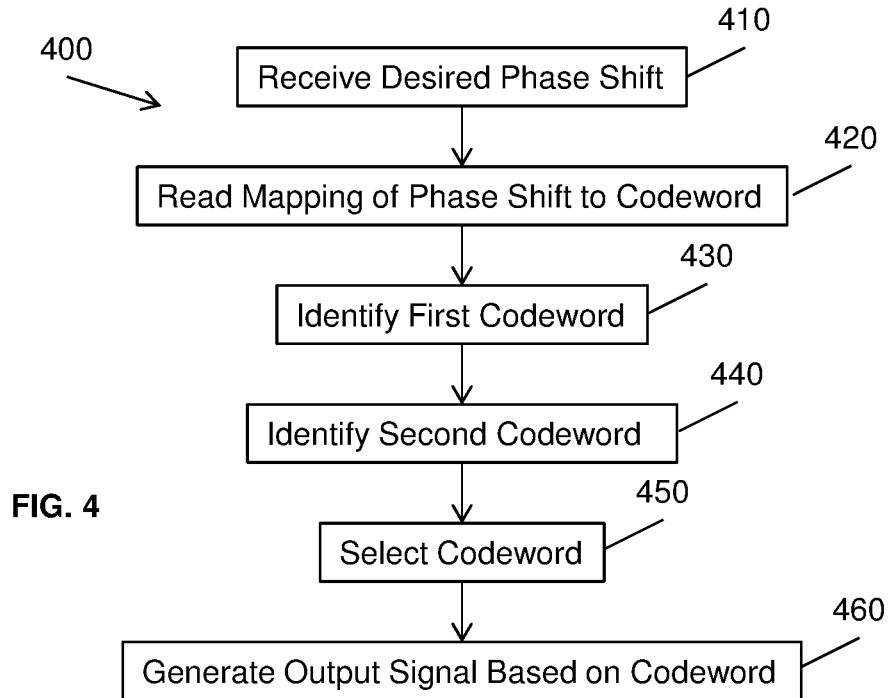 410
400
Receive Desired Phase Shift
420
Read Mapping of Phase Shift to Codeword
430
Identify First Codeword
440
Identify Second Codeword
450
FIG. 4
Select Codeword
460
Generate Output Signal Based on Codeword